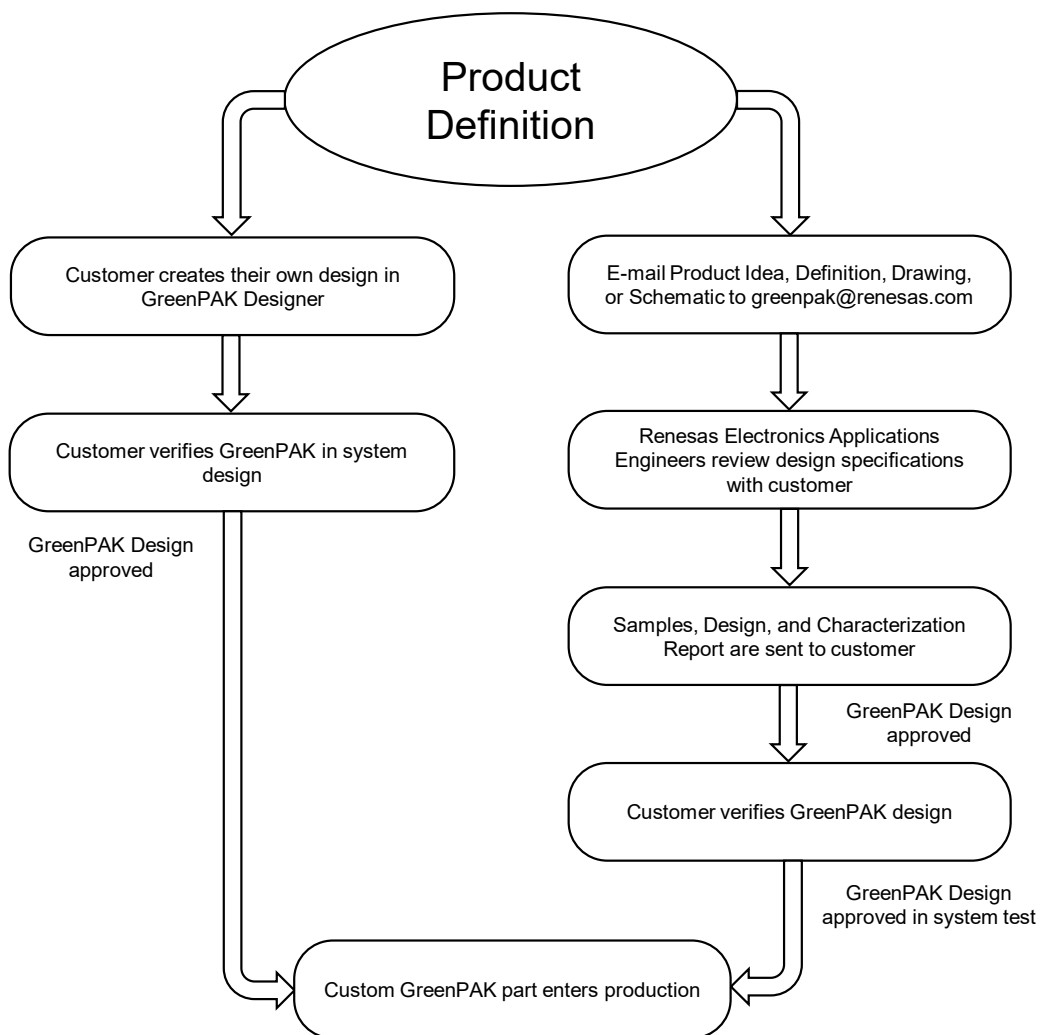 Product
Definition
Customer creates their own design in
GreenPAK Designer
Customer verifies GreenPAK in system
design
GreenPAK Design
approved
E-mail Product Idea, Definition, Drawing,
or Schematic to greenpak@renesas.com
Renesas Electronics Applications
Engineers review design specifications
with customer
Samples, Design, and Characterization
Report are sent to customer
GreenPAK Design
approved
Customer verifies GreenPAK design
GreenPAK Design
approved in system test
Custom GreenPAK part enters production